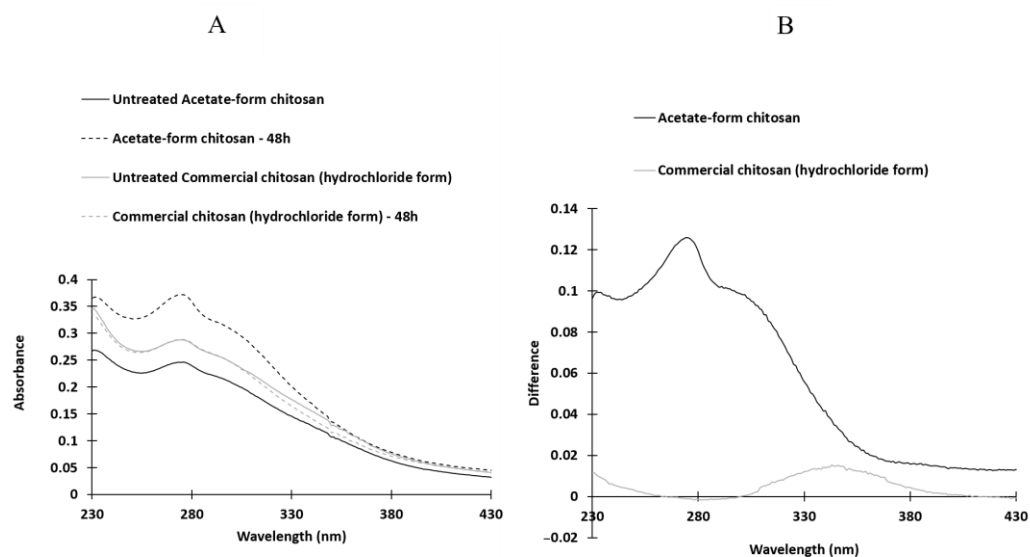 A
Untreated Acetate-form chitosan
Acetate-form chitosan - 48h
Untreated Commercial chitosan (hydrochloride form)
Commercial chitosan (hydrochloride form) - 48h
0.4
0.35
0.3
0.25
0.2
0.15
0.1
0.05
0
Absorbance
230
280
330
380
430
Wavelength (nm)
B
Acetate-form chitosan
Commercial chitosan (hydrochloride form)
0.14
0.12
0.1
0.08
0.06
0.04
0.02
0
−0.02
Difference
230
280
330
380
430
Wavelength (nm)